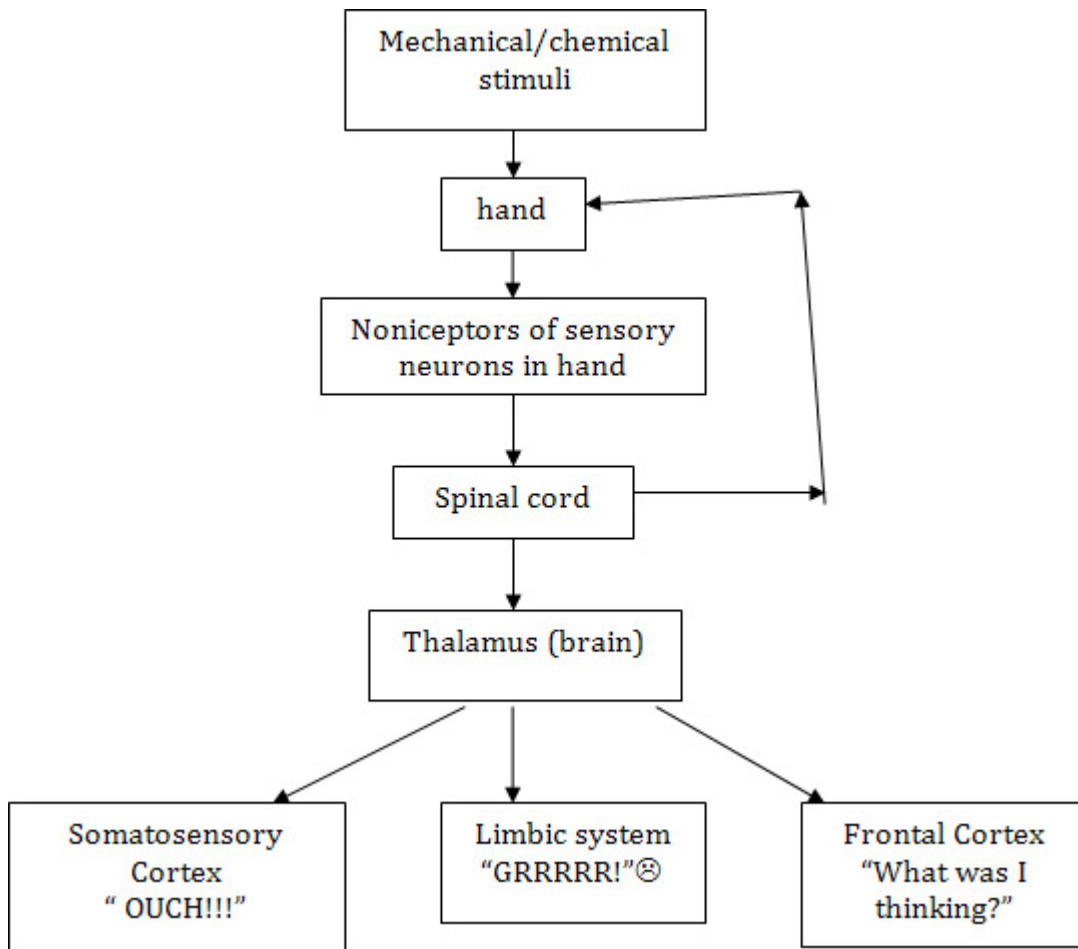 Mechanical/chemical
stimuli
hand
Noniceptors of sensory
neurons in hand
Spinal cord
Thalamus (brain)
Somatosensory
Cortex
“ OUCH!!!”
Limbic system
“GRRRRR!”☹
Frontal Cortex
“What was I
thinking?”